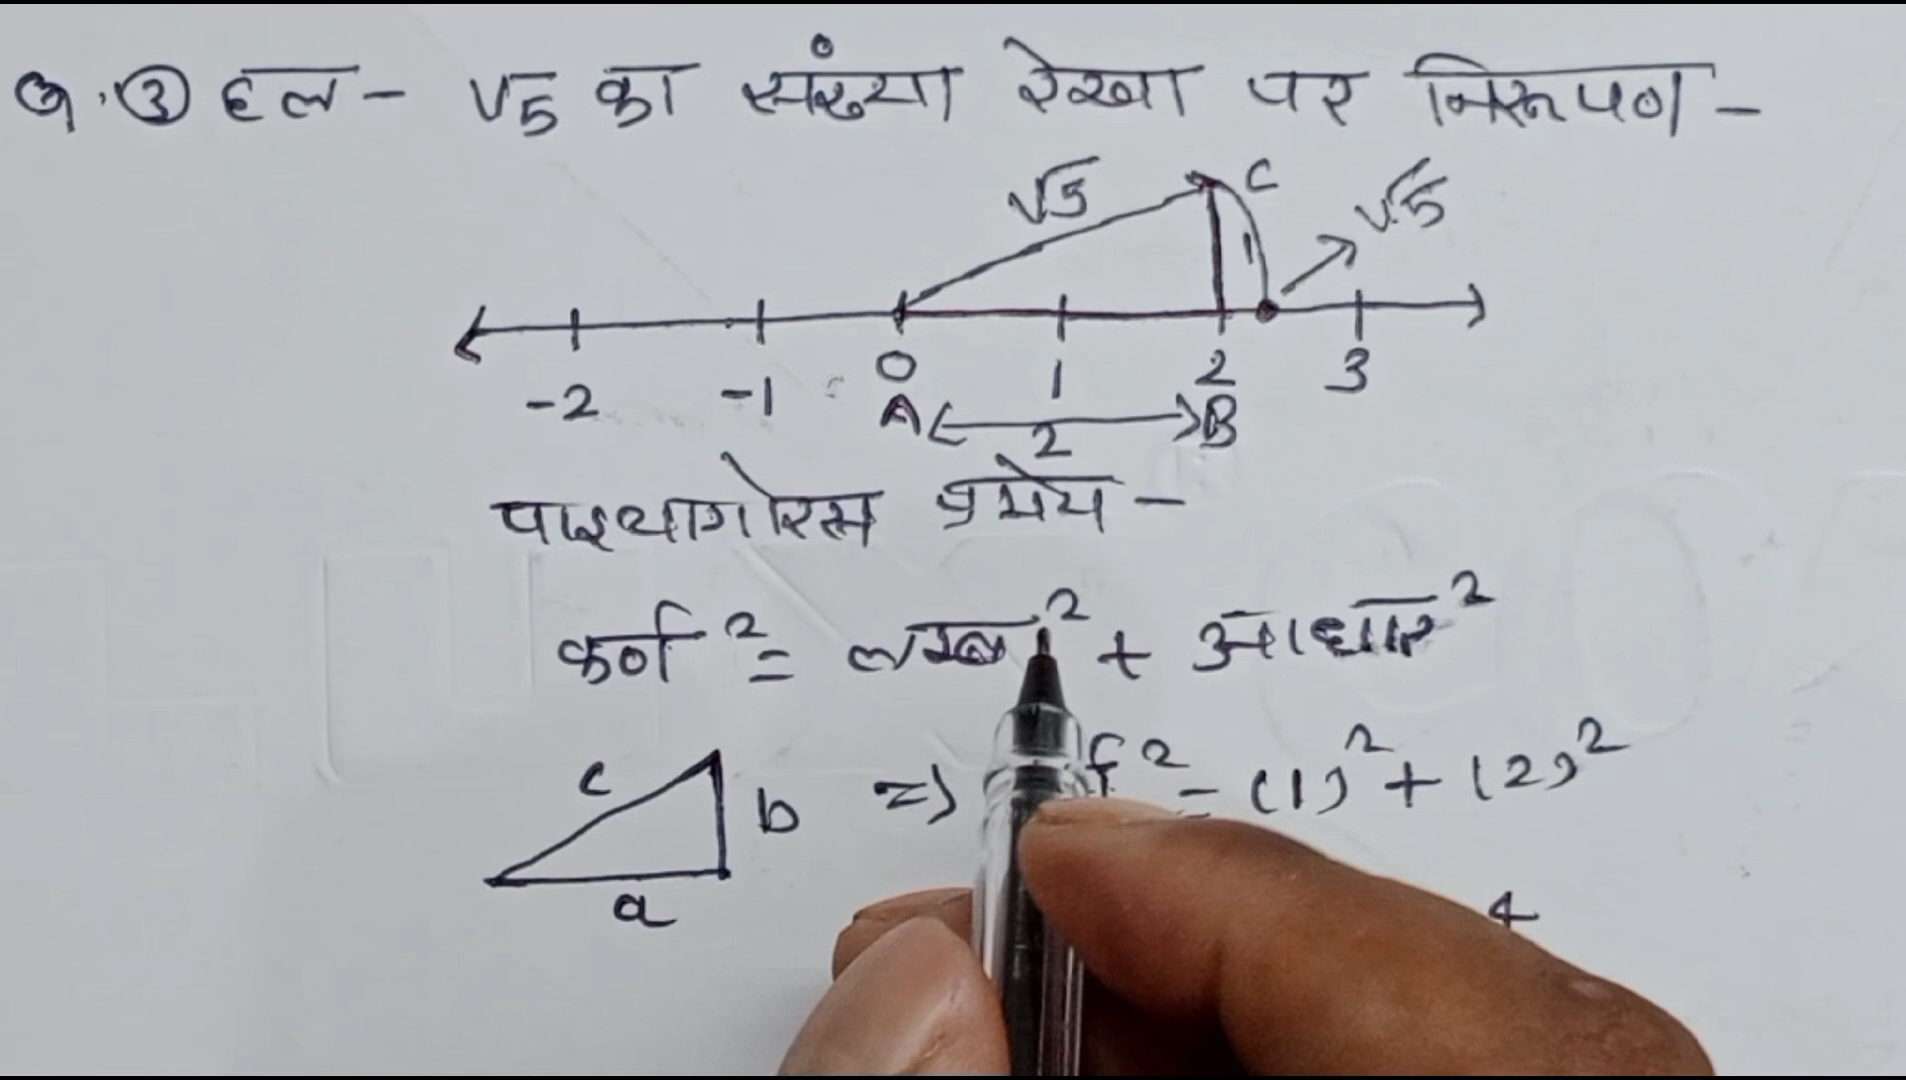 Q.③ हल - √5 का संख्या रेखा पर निरूपण -
√5 C √5
1
-2 -1 0 1 2 3
A 2 B
पाइथागोरस प्रमेय -
कर्ण² = लम्ब² + आधार²
c b a
=> ² = (1)² + (2)²
4